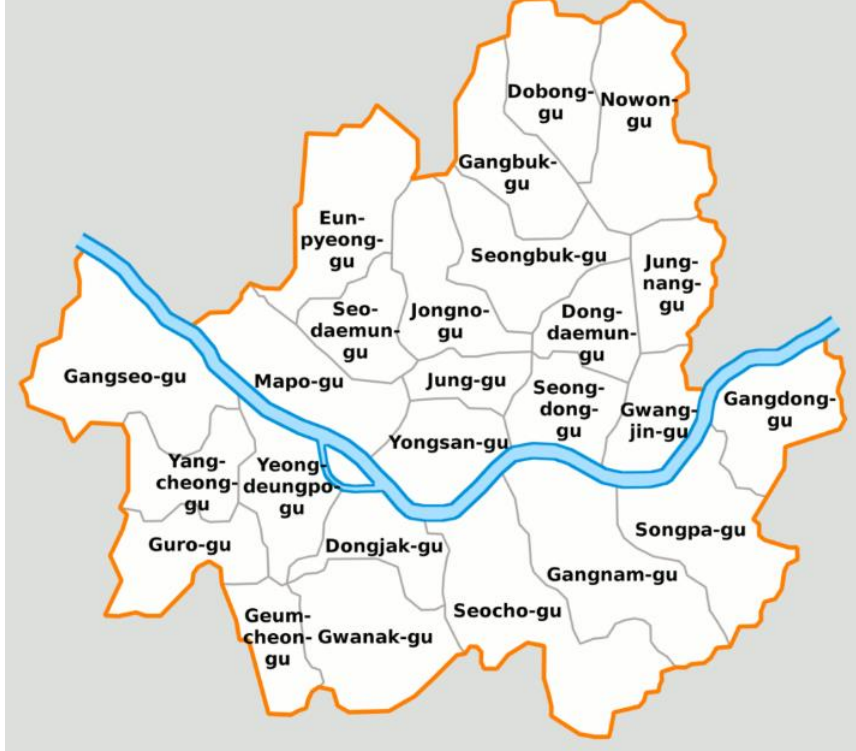 Dobong-
gu
Nowon-
gu
Gangbuk-
gu
Eun-
pyeong-
gu
Seongbuk-gu
Jung-
nang-
gu
Seo-
daemun-
gu
Jongno-
gu
Dong-
daemun-
gu
Gangseo-gu
Mapo-gu
Jung-gu
Seong-
dong-
gu
Gwang-
jin-gu
Gangdong-
gu
Yongsan-gu
Yang-
cheong-
gu
Yeong-
deungpo-
gu
Songpa-gu
Guro-gu
Dongjak-gu
Gangnam-gu
Geum-
cheon-
gu
Gwanak-gu
Seocho-gu